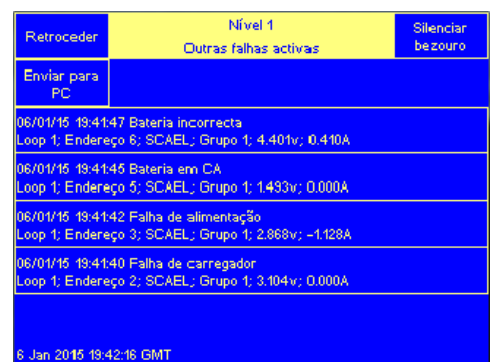 Retroceder
Nível 1
Outras falhas activas
Silenciar
bezouro
Enviar para
PC
06/01/15 19:41:47 Bateria incorrecta
Loop 1; Endereço 6; SCAEL; Grupo 1; 4.401v; 0.410A
06/01/15 19:41:45 Bateria em CA
Loop 1; Endereço 5; SCAEL; Grupo 1; 1.493v; 0.000A
06/01/15 19:41:42 Falha de alimentação
Loop 1; Endereço 3; SCAEL; Grupo 1; 2.868v; -1.128A
06/01/15 19:41:40 Falha de carregador
Loop 1; Endereço 2; SCAEL; Grupo 1; 3.104v; 0.000A
6 Jan 2015 19:42:16 GMT